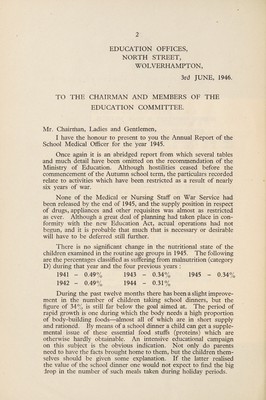 2
EDUCATION OFFICES,
NORTH STREET,
WOLVERHAMPTON,
3rd JUNE, 1946.
TO THE CHAIRMAN AND MEMBERS OF THE
EDUCATION COMMITTEE.
Mr. Chairman, Ladies and Gentlemen,
I have the honour to present to you the Annual Report of the
School Medical Officer for the year 1945.
Once again it is an abridged report from which several tables
and much detail have been omitted on the recommendation of the
Ministry of Education. Although hostilities ceased before the
commencement of the Autumn school term, the particulars recorded
relate to activities which have been restricted as a result of nearly
six years of war.
None of the Medical or Nursing Staff on War Service had
been released by the end of 1945, and the supply position in respect
of drugs, appliances and other requisites was almost as restricted
as ever. Although a great deal of planning had taken place in con-
formity with the new Education Act, actual operations had not
begun, and it is probable that much that is necessary or desirable
will have to be deferred still further.
There is no significant change in the nutritional state of the
children examined in the routine age groups in 1945. The following
are the percentages classified as suffering from malnutrition (category
D) during that year and the four previous years :
1941 – 0.49% 1943 – 0.34% 1945 – 0.34%
1942 – 0.49% 1944 – 0.31%
During the past twelve months there has been a slight improve-
ment in the number of children taking school dinners, but the
figure of 34% is still far below the goal aimed at. The period of
rapid growth is one during which the body needs a high proportion
of body-building foods—almost all of which are in short supply
and rationed. By means of a school dinner a child can get a supple-
mental issue of these essential food stuffs (proteins) which are
otherwise hardly obtainable. An intensive educational campaign
on this subject is the obvious indication. Not only do parents
need to have the facts brought home to them, but the children them-
selves should be given some explanation. If the latter realised
the value of the school dinner one would not expect to find the big
drop in the number of such meals taken during holiday periods.